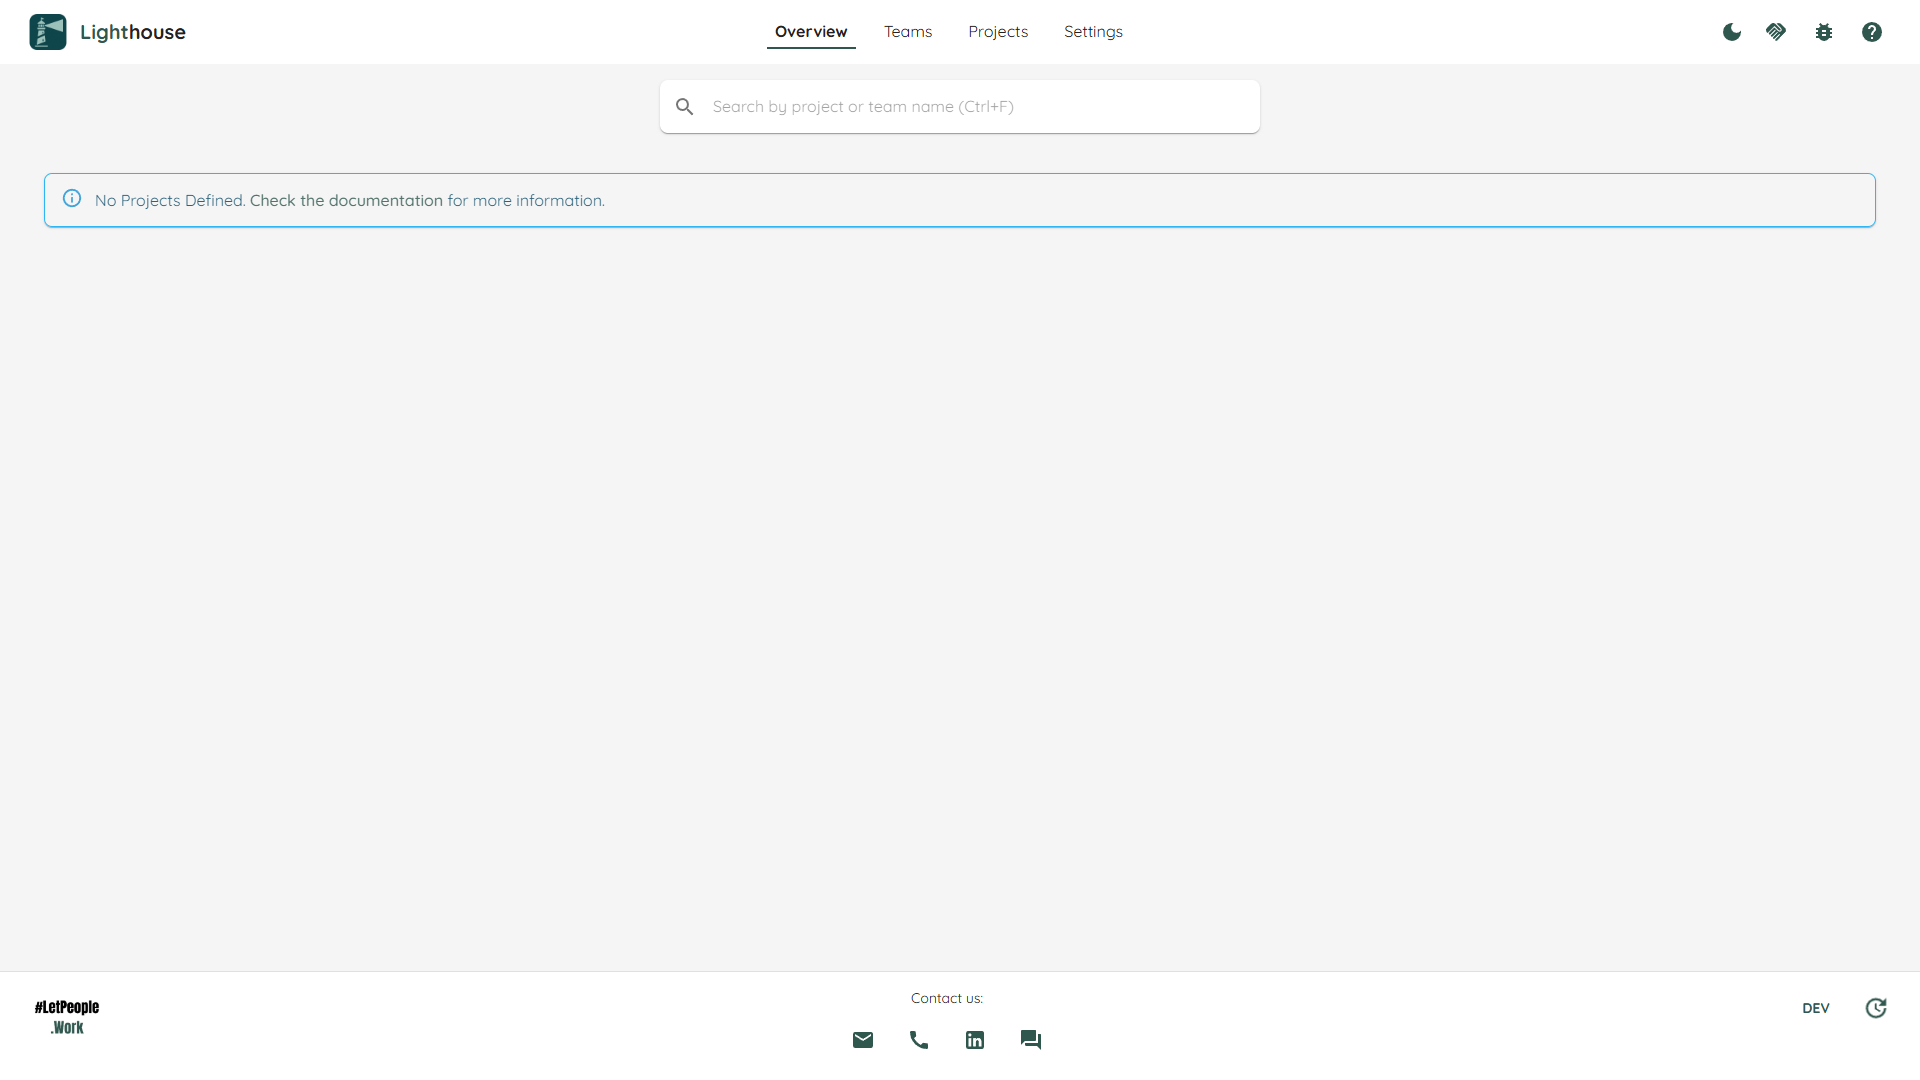 Lighthouse
Overview
Teams
Projects
Settings
Search by project or team name (Ctrl+F)
No Projects Defined. Check the documentation for more information.
#LetPeople
.Work
Contact us:
DEV